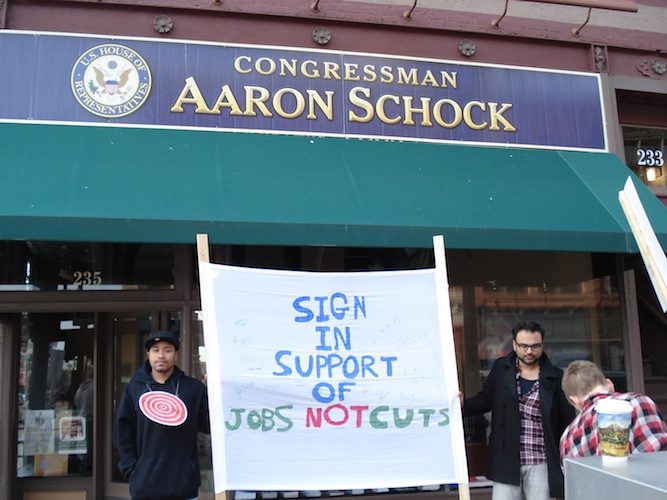 U.S. HOUSE OF REPRESENTATIVES
CONGRESSMAN
AARON SCHOCK
233
235
SIGN
IN
SUPPORT
OF
JOBS NOT CUTS